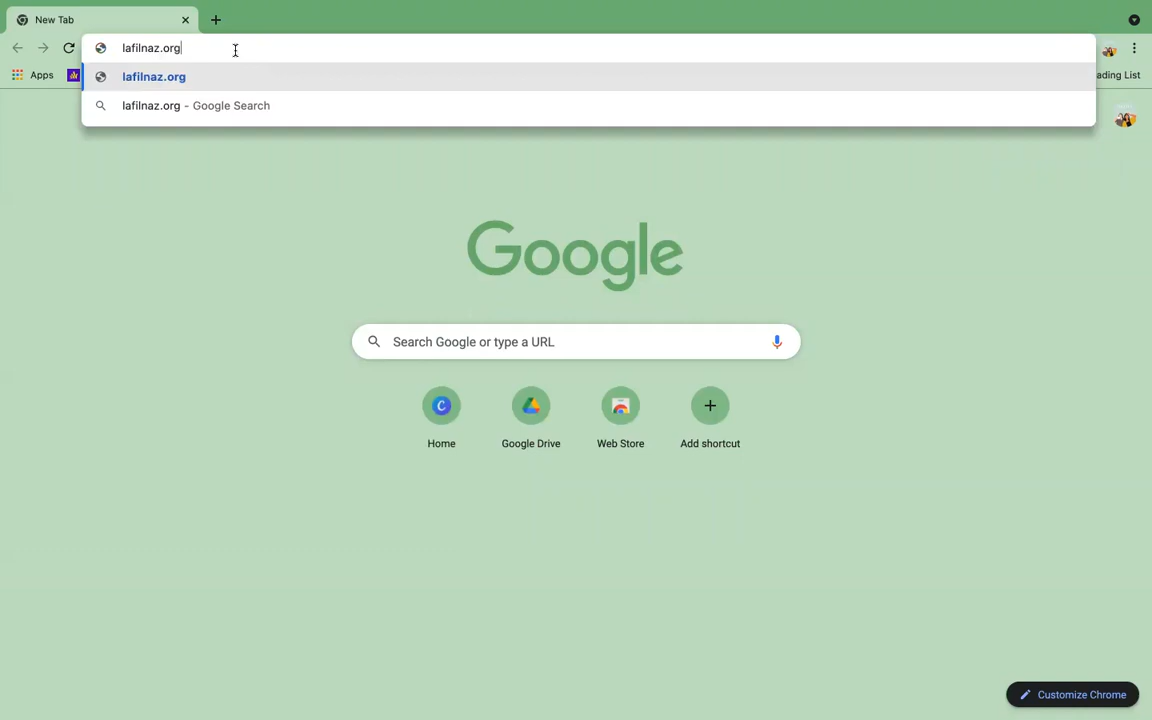 New Tab
lafilnaz.org
Apps
lafilnaz.org
ading List
lafilnaz.org - Google Search
Google
Search Google or type a URL
C
Home
Google Drive
Web Store
Add shortcut
Customize Chrome